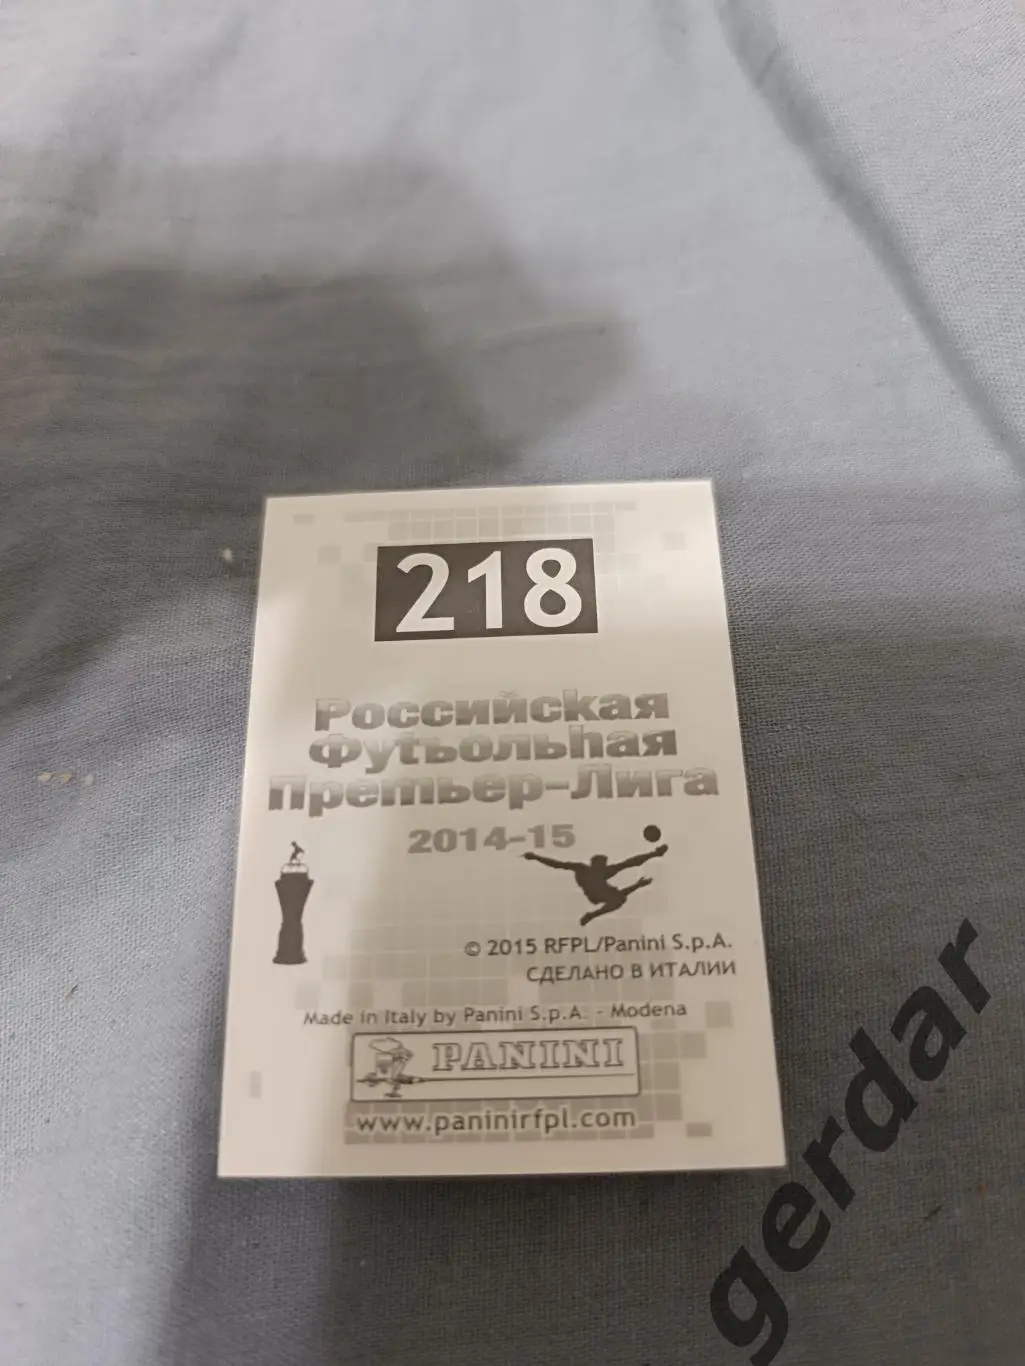 218
Российская
Футbольhая
Премьер-Лига
2014-15
© 2015 RFPL/Panini S.p.A.
СДЕЛАНО В ИТАЛИИ
Made in Italy by Panini S.p.A. - Modena
PANINI
www.paninirfpl.com
gerdar